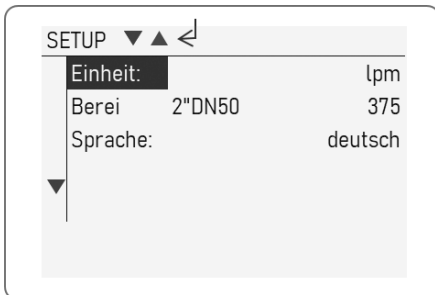 SETUP ▼ ▲ ↵
Einheit: lpm
Berei 2"DN50 375
Sprache: deutsch